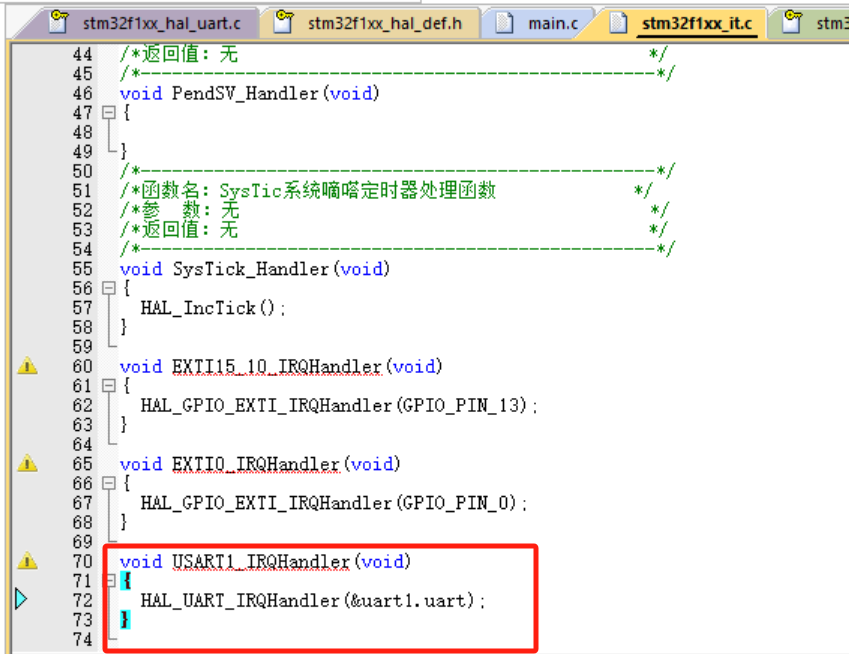 stm32f1xx_hal_uart.c stm32f1xx_hal_def.h main.c stm32f1xx_it.c stm3
44 /*返回值: 无 */
45 /*--------------------------------------------------*/
46 void PendSV_Handler(void)
47 {
48
49 }
50 /*--------------------------------------------------*/
51 /*函数名: SysTic系统嘀嗒定时器处理函数 */
52 /*参 数: 无 */
53 /*返回值: 无 */
54 /*--------------------------------------------------*/
55 void SysTick_Handler(void)
56 {
57 HAL_IncTick();
58 }
59
60 void EXTI15_10_IRQHandler(void)
61 {
62 HAL_GPIO_EXTI_IRQHandler(GPIO_PIN_13);
63 }
64
65 void EXTI0_IRQHandler(void)
66 {
67 HAL_GPIO_EXTI_IRQHandler(GPIO_PIN_0);
68 }
69
70 void USART1_IRQHandler(void)
71 {
72 HAL_UART_IRQHandler(&uart1.uart);
73 }
74